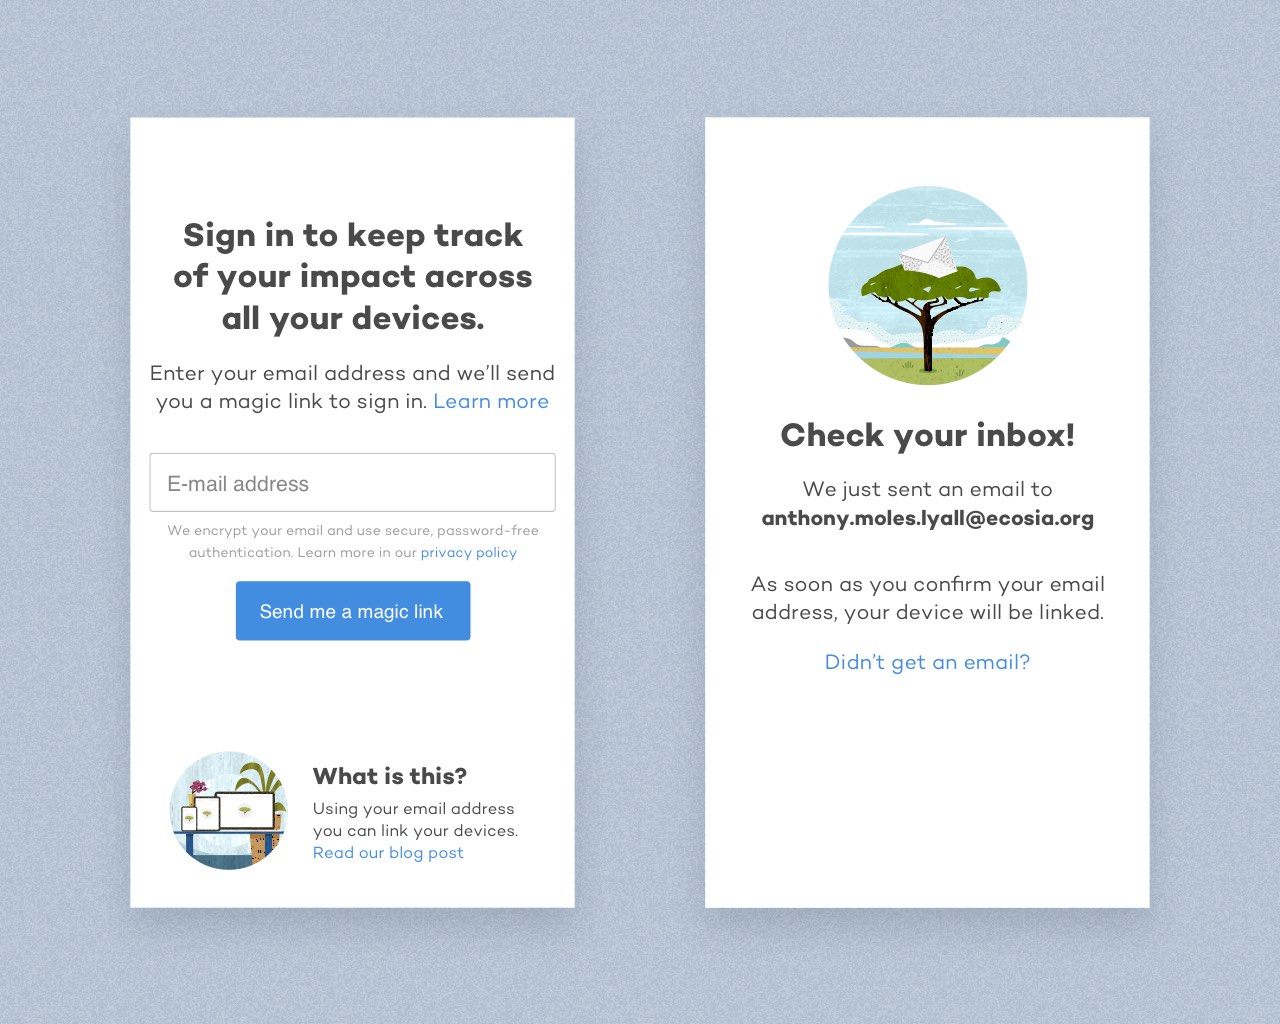 Sign in to keep track
of your impact across
all your devices.
Enter your email address and we’ll send
you a magic link to sign in. Learn more
E-mail address
We encrypt your email and use secure, password-free
authentication. Learn more in our privacy policy
Send me a magic link
What is this?
Using your email address
you can link your devices.
Read our blog post
Check your inbox!
We just sent an email to
anthony.moles.lyall@ecosia.org
As soon as you confirm your email
address, your device will be linked.
Didn’t get an email?